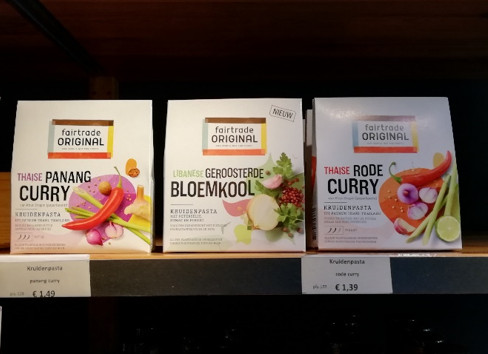 fairtrade
ORIGINAL
THAISE PANANG
CURRY
KRUIDENPASTA
fairtrade
ORIGINAL
NIEUW
LIBANESE GEROOSTERDE
BLOEMKOOL
KRUIDENPASTA
fairtrade
ORIGINAL
THAISE RODE
CURRY
KRUIDENPASTA
Kruidenpasta
panang curry
€ 1,49
Kruidenpasta
rode curry
€ 1,39